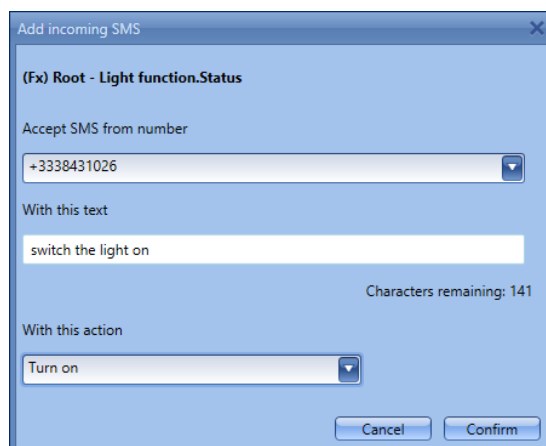 Add incoming SMS
(Fx) Root - Light function.Status
Accept SMS from number
+3338431026
With this text
switch the light on
Characters remaining: 141
With this action
Turn on
Cancel Confirm